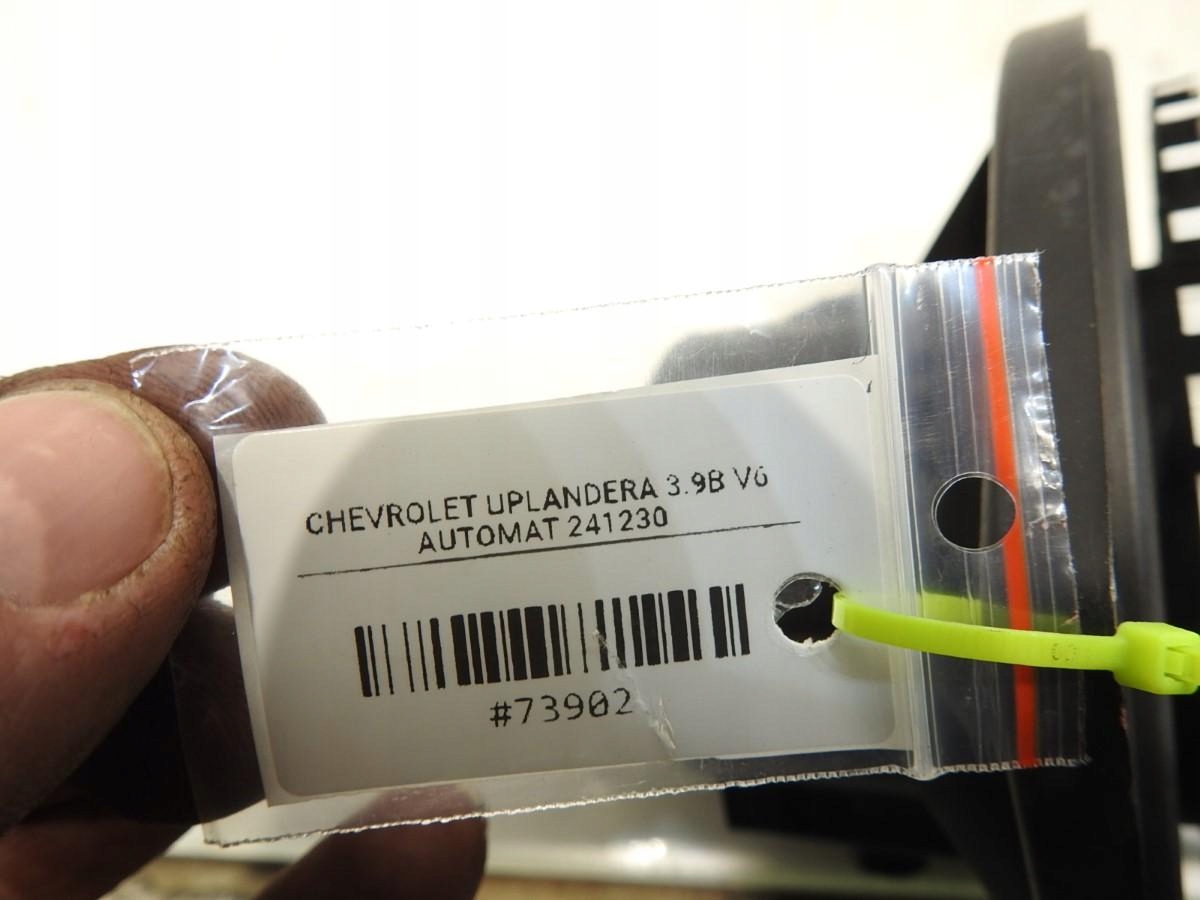 CHEVROLET UPLANDERA 3.9B V6
AUTOMAT 241230
#73902